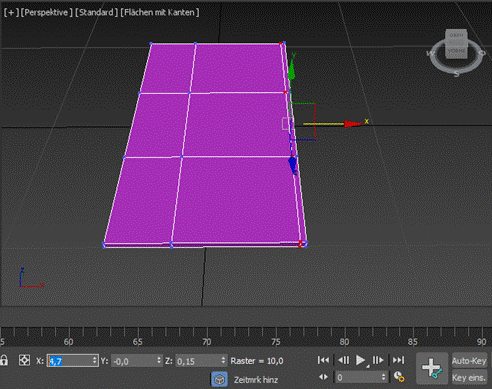 [+] [Perspektive ] [Standard ] [Flächen mit Kanten ]
W
S
O
Y
X
Z
55 60 65 70 75 80 85 90
X: 4,7 Y: -0,0 Z: 0,15 Raster = 10,0
Auto-Key
0
Zeitmrk hinz
Key eins.